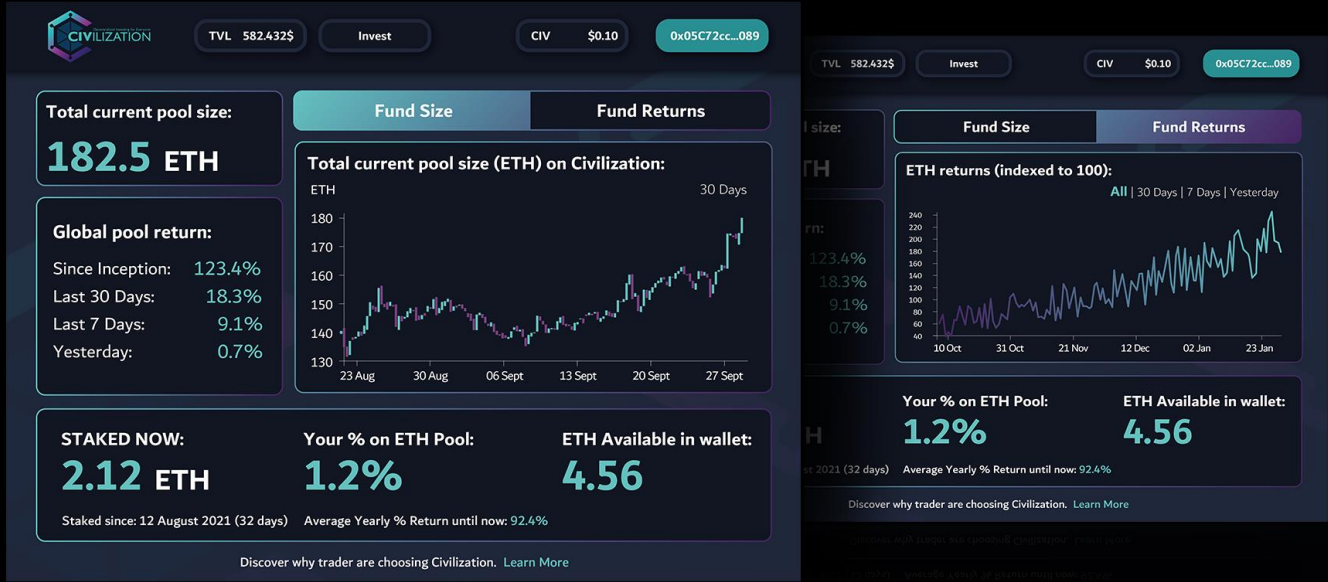 CIVILIZATION
TVL 582.432$
Invest
CIV $0.10
0x05C72cc...089
Total current pool size:
182.5 ETH
Global pool return:
Since Inception: 123.4%
Last 30 Days: 18.3%
Last 7 Days: 9.1%
Yesterday: 0.7%
Fund Size
Fund Returns
Total current pool size (ETH) on Civilization:
ETH
30 Days
180
170
160
150
140
130
23 Aug 30 Aug 06 Sept 13 Sept 20 Sept 27 Sept
STAKED NOW:
2.12 ETH
Staked since: 12 August 2021 (32 days)
Your % on ETH Pool:
1.2%
Average Yearly % Return until now: 92.4%
ETH Available in wallet:
4.56
Discover why trader are choosing Civilization. Learn More
TVL 582.432$
Invest
CIV $0.10
0x05C72cc...089
size:
TH
rn:
123.4%
18.3%
9.1%
0.7%
Fund Size
Fund Returns
ETH returns (indexed to 100):
All | 30 Days | 7 Days | Yesterday
240
220
200
180
160
140
120
100
80
60
40
10 Oct 31 Oct 21 Nov 12 Dec 02 Jan 23 Jan
H
st 2021 (32 days)
Your % on ETH Pool:
1.2%
Average Yearly % Return until now: 92.4%
ETH Available in wallet:
4.56
Discover why trader are choosing Civilization. Learn More